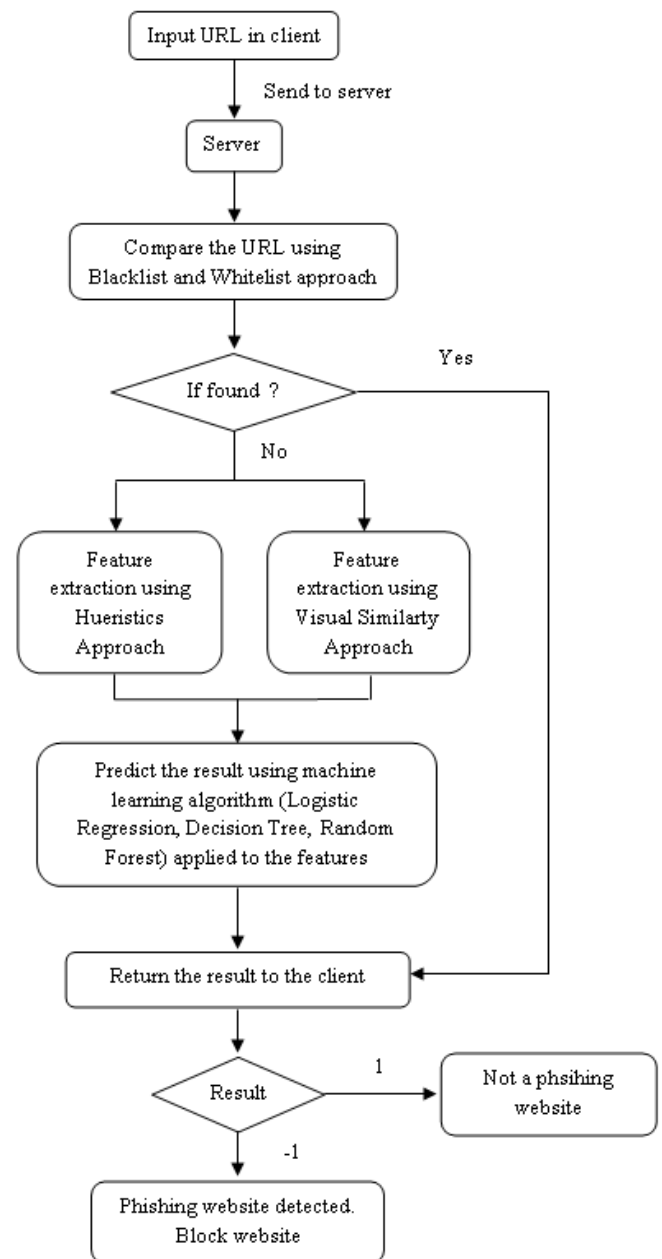 Input URL in client
Send to server
Server
Compare the URL using
Blacklist and Whitelist approach
Yes
If found ?
No
Feature
extraction using
Hueristics
Approach
Feature
extraction using
Visual Similarty
Approach
Predict the result using machine
learning algorithm (Logistic
Regression, Decision Tree, Random
Forest) applied to the features
Return the result to the client
Result
1
Not a phsihing
website
-1
Phishing website detected.
Block website